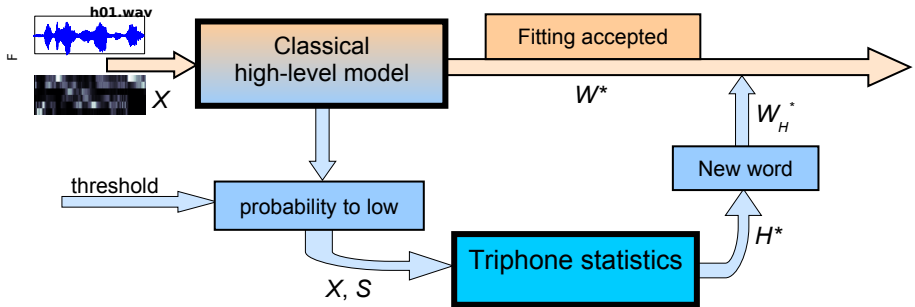 h01.wav
F
X
Classical
high-level model
Fitting accepted
W*
W_H*
New word
threshold
probability to low
Triphone statistics
H*
X, S